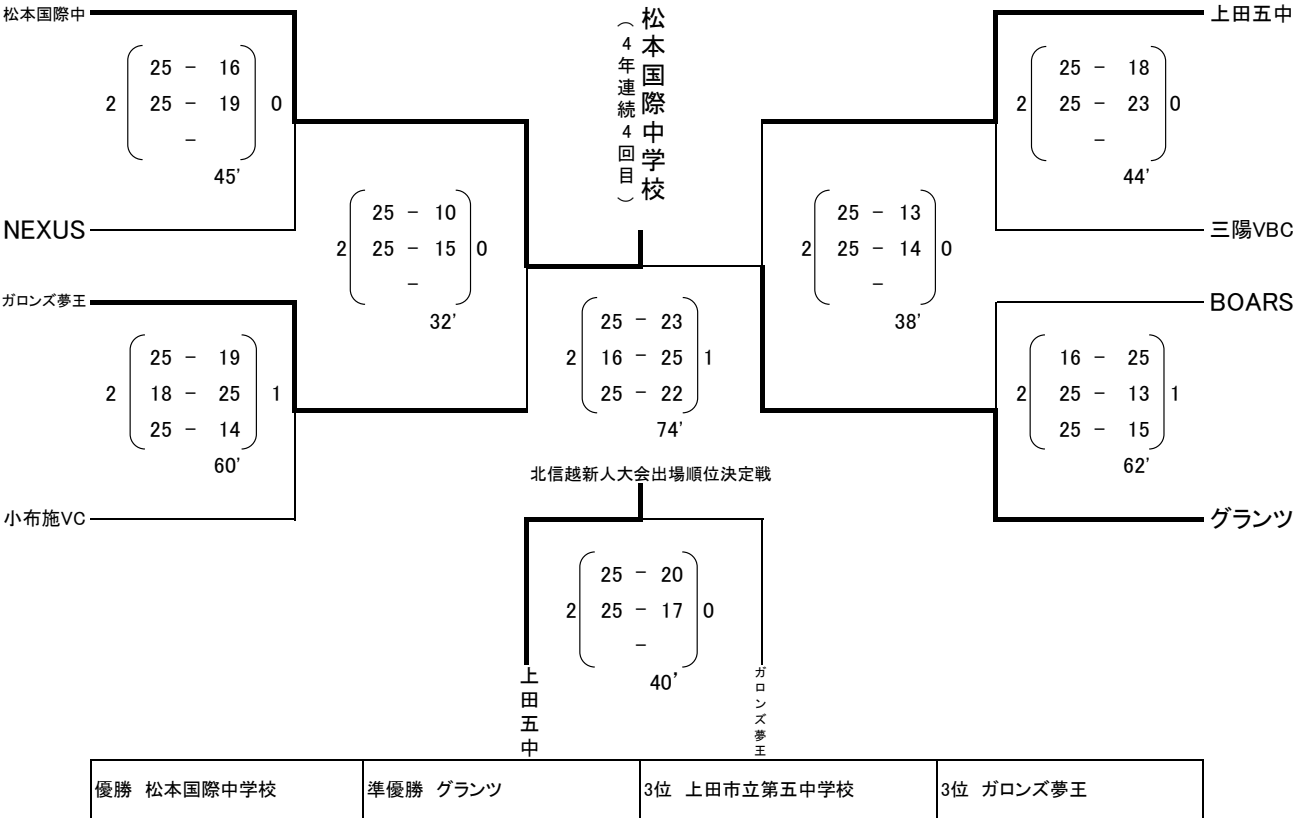 松本国際中
2
25 - 16
25 - 19
-
0
45'
NEXUS
2
25 - 10
25 - 15
-
0
32'
ガロンズ夢王
2
25 - 19
18 - 25
25 - 14
1
60'
小布施VC
松本国際中学校
（4年連続4回目）
2
25 - 23
16 - 25
25 - 22
1
74'
上田五中
2
25 - 18
25 - 23
-
0
44'
三陽VBC
2
25 - 13
25 - 14
-
0
38'
BOARS
2
16 - 25
25 - 13
25 - 15
1
62'
グランツ
北信越新人大会出場順位決定戦
2
25 - 20
25 - 17
-
0
40'
上田五中
ガロンズ夢王
優勝 松本国際中学校
準優勝 グランツ
3位 上田市立第五中学校
3位 ガロンズ夢王